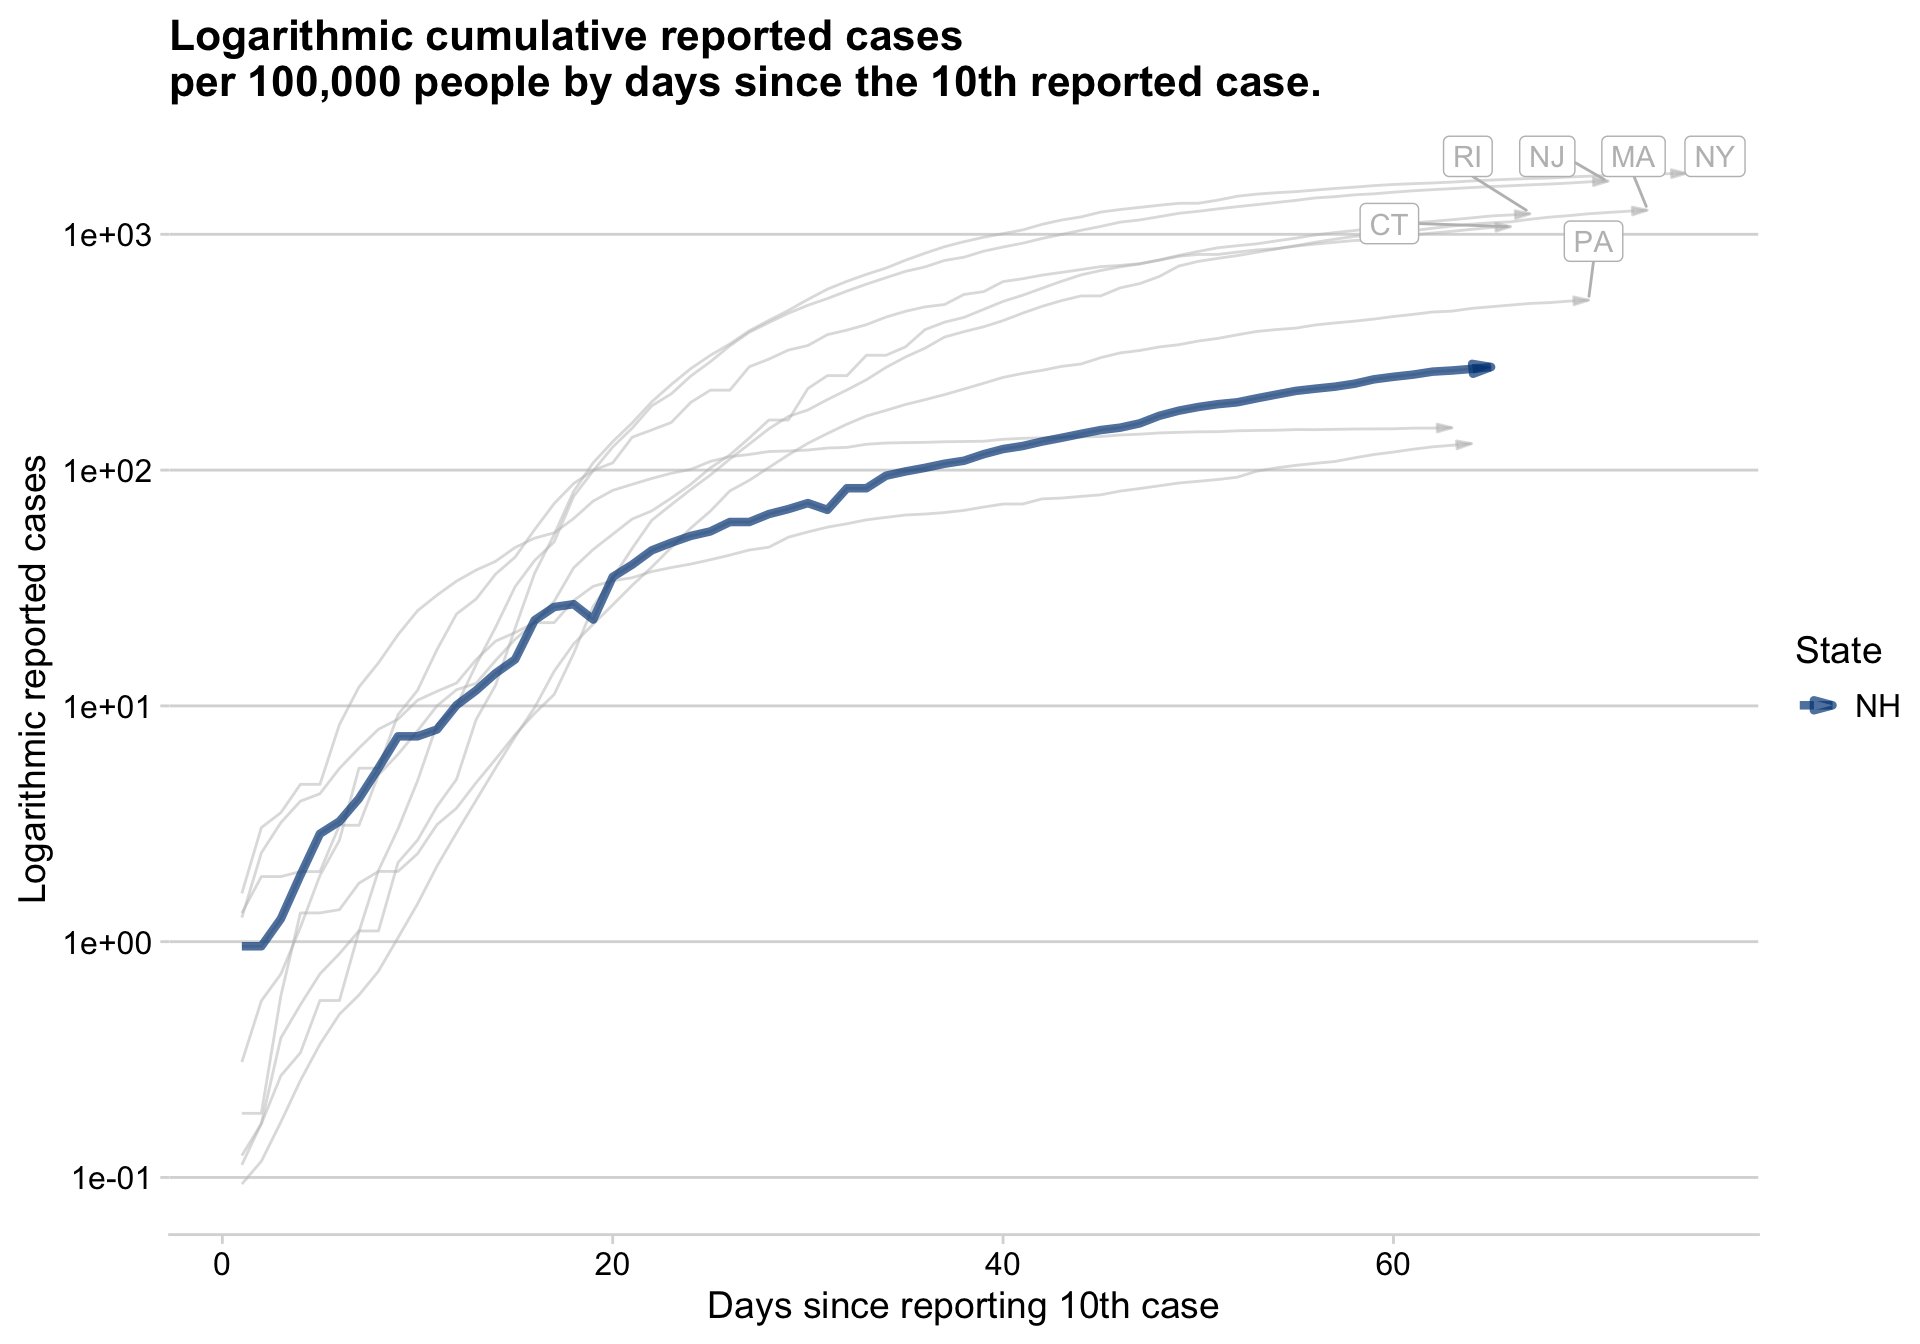 Logarithmic cumulative reported cases
per 100,000 people by days since the 10th reported case.
RI
NJ
MA
NY
CT
PA
1e+03
1e+02
1e+01
1e+00
1e-01
Logarithmic reported cases
State
NH
0
20
40
60
Days since reporting 10th case